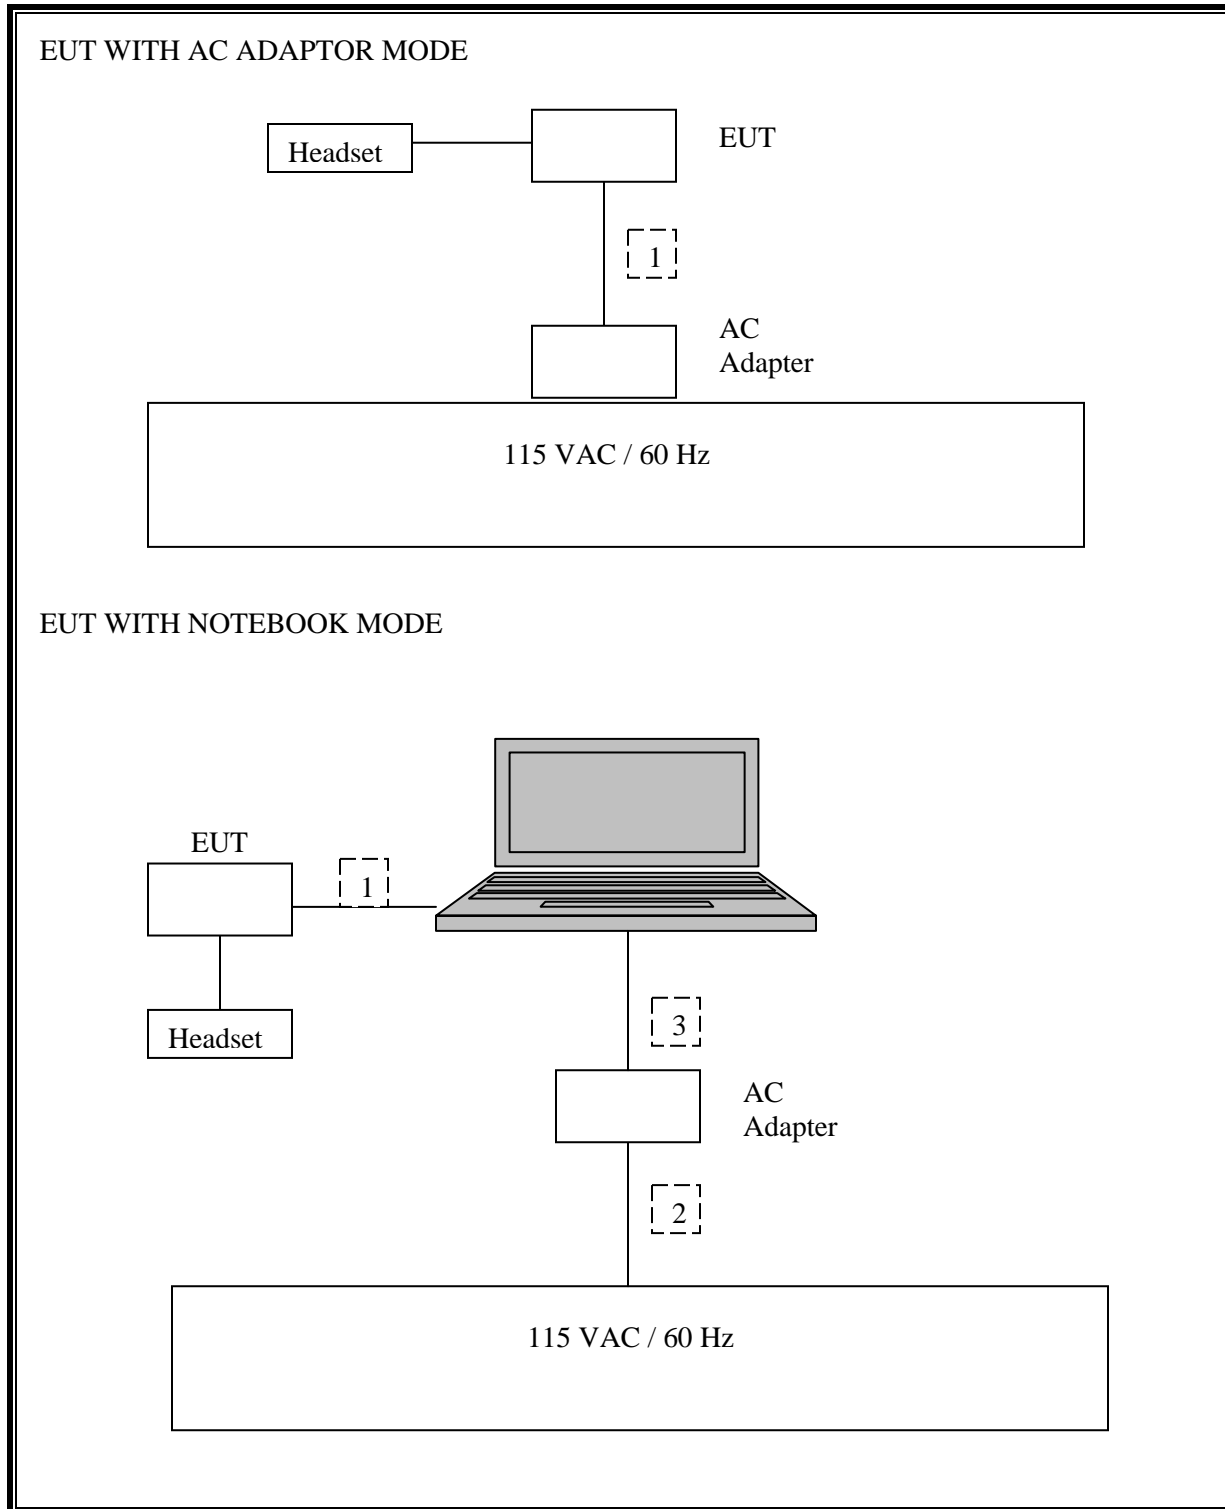 EUT WITH AC ADAPTOR MODE
Headset
EUT
1
AC
Adapter
115 VAC / 60 Hz
EUT WITH NOTEBOOK MODE
EUT
1
Headset
3
AC
Adapter
2
115 VAC / 60 Hz